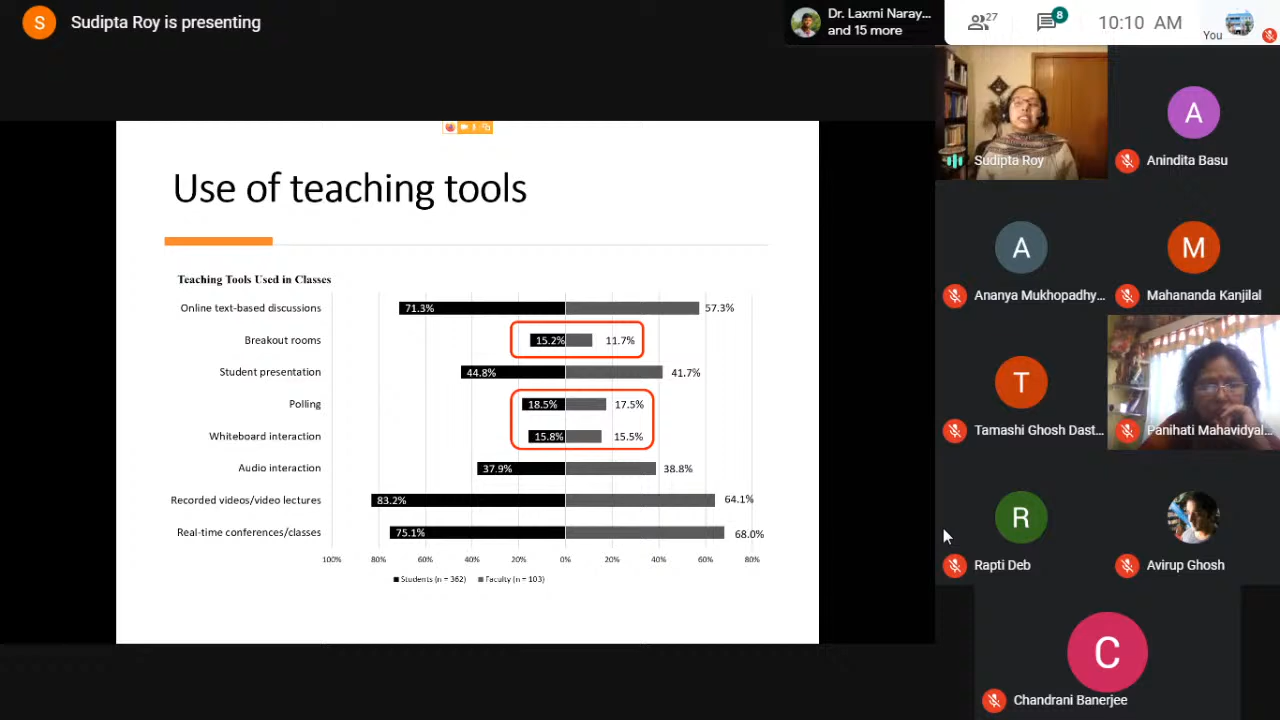 S
Sudipta Roy is presenting
Dr. Laxmi Naray...
and 15 more
27
8
10:10 AM
You
Use of teaching tools
Teaching Tools Used in Classes
Online text-based discussions 71.3% 57.3%
Breakout rooms 15.2% 11.7%
Student presentation 44.8% 41.7%
Polling 18.5% 17.5%
Whiteboard interaction 15.8% 15.5%
Audio interaction 37.9% 38.8%
Recorded videos/video lectures 83.2% 64.1%
Real-time conferences/classes 75.1% 68.0%
100% 80% 60% 40% 20% 0% 20% 40% 60% 80%
Students (n = 362) Faculty (n = 103)
Sudipta Roy
A
Anindita Basu
A
Ananya Mukhopadhy...
M
Mahananda Kanjilal
T
Tamashi Ghosh Dast...
Panihati Mahavidyal...
R
Rapti Deb
Avirup Ghosh
C
Chandrani Banerjee